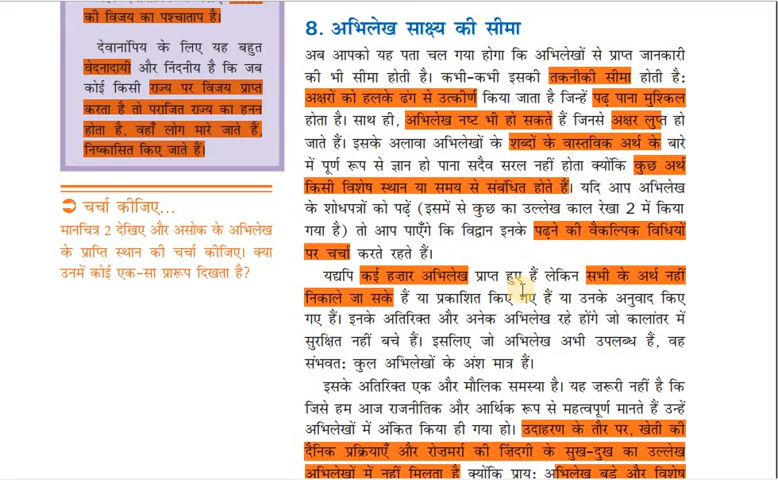 की विजय का पश्चाताप है।
देवानांपिय के लिए यह बहुत
वेदनादायी और निंदनीय है कि जब
कोई किसी राज्य पर विजय प्राप्त
करता है तो पराजित राज्य का हनन
होता है, वहाँ लोग मारे जाते हैं,
निष्कासित किए जाते हैं।
चर्चा कीजिए...
मानचित्र 2 देखिए और असोक के अभिलेख
के प्राप्ति स्थान की चर्चा कीजिए। क्या
उनमें कोई एक-सा प्रारूप दिखता है?
8. अभिलेख साक्ष्य की सीमा
अब आपको यह पता चल गया होगा कि अभिलेखों से प्राप्त जानकारी
की भी सीमा होती है। कभी-कभी इसकी तकनीकी सीमा होती है:
अक्षरों को हलके ढंग से उत्कीर्ण किया जाता है जिन्हें पढ़ पाना मुश्किल
होता है। साथ ही, अभिलेख नष्ट भी हो सकते हैं जिनसे अक्षर लुप्त हो
जाते हैं। इसके अलावा अभिलेखों के शब्दों के वास्तविक अर्थ के बारे
में पूर्ण रूप से ज्ञान हो पाना सदैव सरल नहीं होता क्योंकि कुछ अर्थ
किसी विशेष स्थान या समय से संबंधित होते हैं। यदि आप अभिलेख
के शोधपत्रों को पढ़ें (इसमें से कुछ का उल्लेख काल रेखा 2 में किया
गया है) तो आप पाएँगे कि विद्वान इनके पढ़ने की वैकल्पिक विधियों
पर चर्चा करते रहते हैं।
यद्यपि कई हज़ार अभिलेख प्राप्त हुए हैं लेकिन सभी के अर्थ नहीं
निकाले जा सके हैं या प्रकाशित किए गए हैं या उनके अनुवाद किए
गए हैं। इनके अतिरिक्त और अनेक अभिलेख रहे होंगे जो कालांतर में
सुरक्षित नहीं बचे हैं। इसलिए जो अभिलेख अभी उपलब्ध हैं, वह
संभवत: कुल अभिलेखों के अंश मात्र हैं।
इसके अतिरिक्त एक और मौलिक समस्या है। यह ज़रूरी नहीं है कि
जिसे हम आज राजनीतिक और आर्थिक रूप से महत्वपूर्ण मानते हैं उन्हें
अभिलेखों में अंकित किया ही गया हो। उदाहरण के तौर पर, खेती की
दैनिक प्रक्रियाएँ और रोज़मर्रा की ज़िंदगी के सुख-दुख का उल्लेख
अभिलेखों में नहीं मिलता है क्योंकि प्राय: अभिलेख बड़े और विशेष